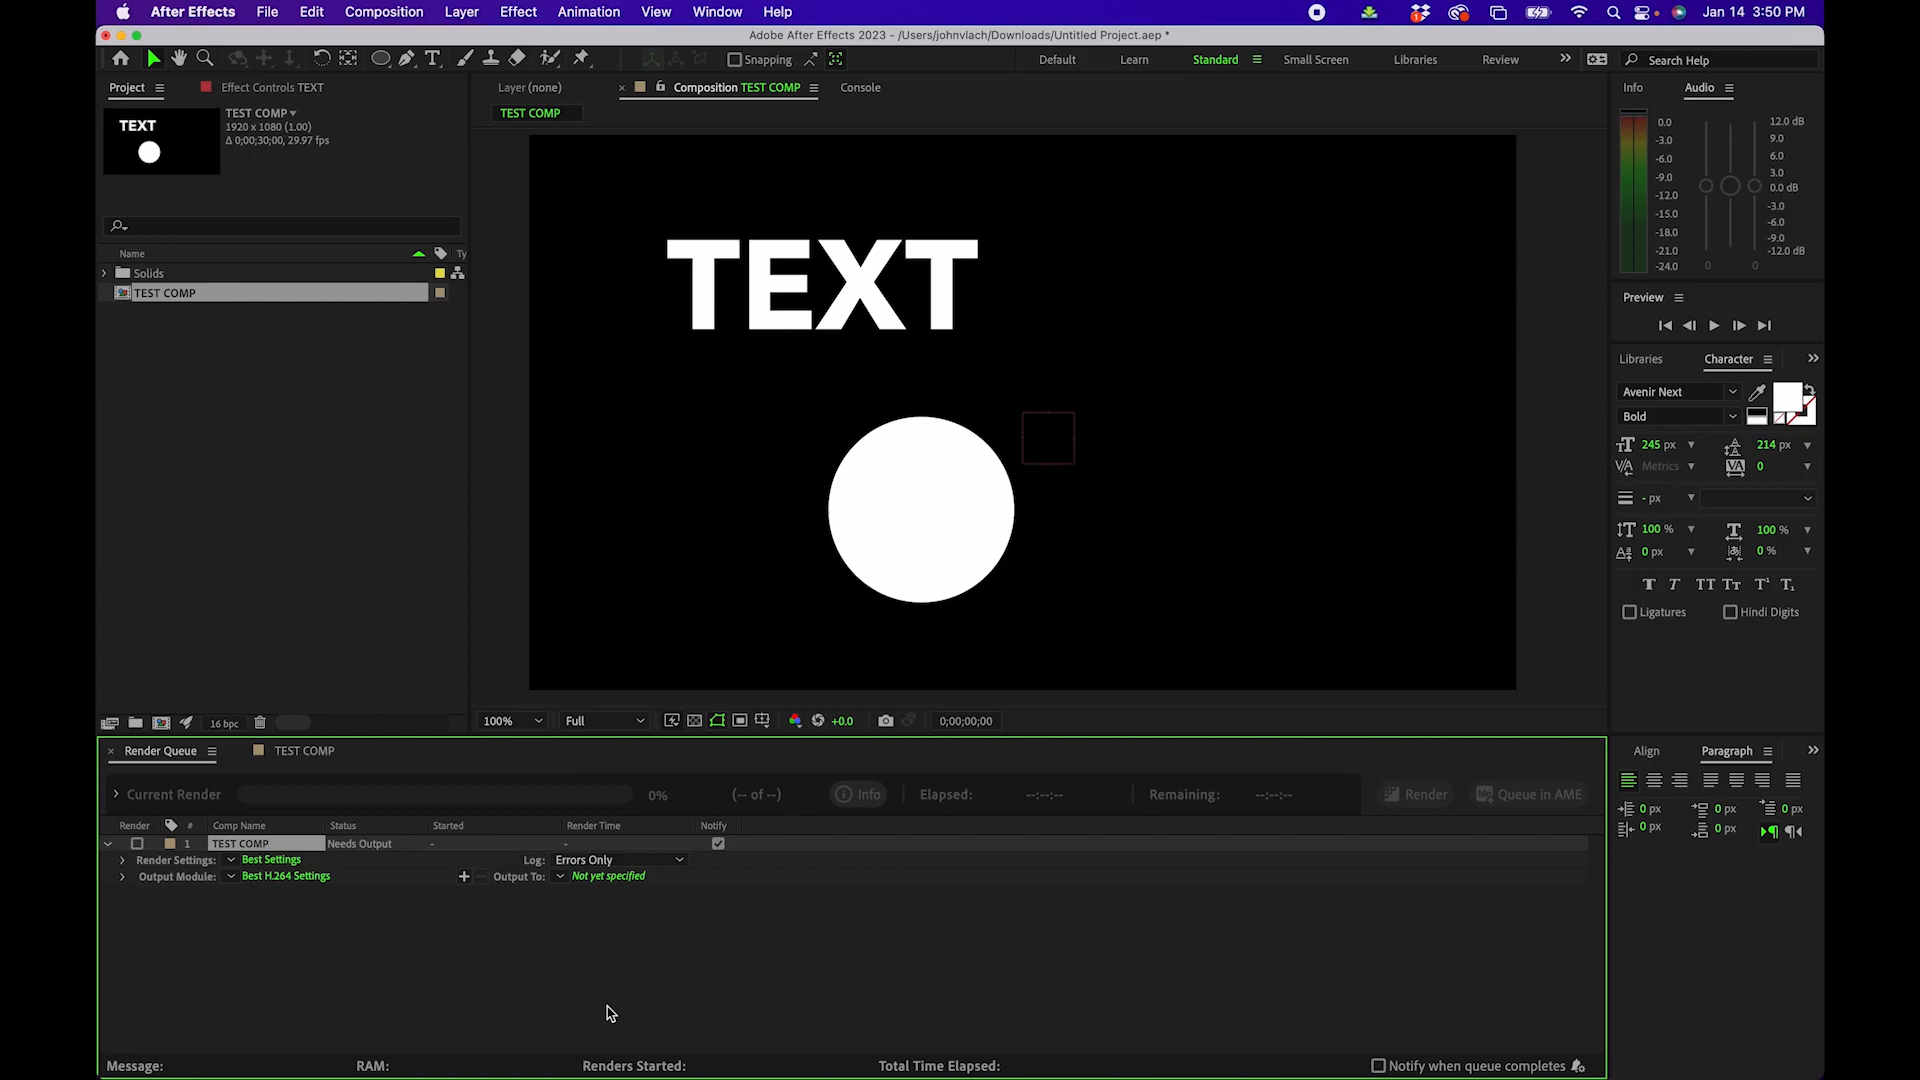 After Effects File Edit Composition Layer Effect Animation View Window Help Jan 14 3:50 PM
Adobe After Effects 2023 - /Users/johnvlach/Downloads/Untitled Project.aep *
Snapping Default Learn Standard Small Screen Libraries Review Search Help
Project Effect Controls TEXT Layer (none) Composition TEST COMP Console Info Audio
TEST COMP
1920 x 1080 (1.00)
Δ 0;00;30;00, 29.97 fps
TEXT
TEST COMP
TEXT
0.0
-3.0
-6.0
-9.0
-12.0
-15.0
-18.0
-21.0
-24.0
12.0 dB
9.0
6.0
3.0
0.0 dB
-3.0
-6.0
-9.0
-12.0 dB
0 0
Name Ty
Solids
TEST COMP
Preview
Libraries Character
Avenir Next
Bold
245 px 214 px
Metrics 0
- px
100 % 100 %
0 px 0 %
Ligatures Hindi Digits
16 bpc 100% Full +0.0 0;00;00;00
Render Queue TEST COMP Align Paragraph
Current Render 0% (-- of --) Info Elapsed: --:--:-- Remaining: --:--:-- Render Queue in AME
0 px 0 px 0 px
0 px 0 px
Render # Comp Name Status Started Render Time Notify
1 TEST COMP Needs Output - -
Render Settings: Best Settings Log: Errors Only
Output Module: Best H.264 Settings Output To: Not yet specified
Message: RAM: Renders Started: Total Time Elapsed: Notify when queue completes